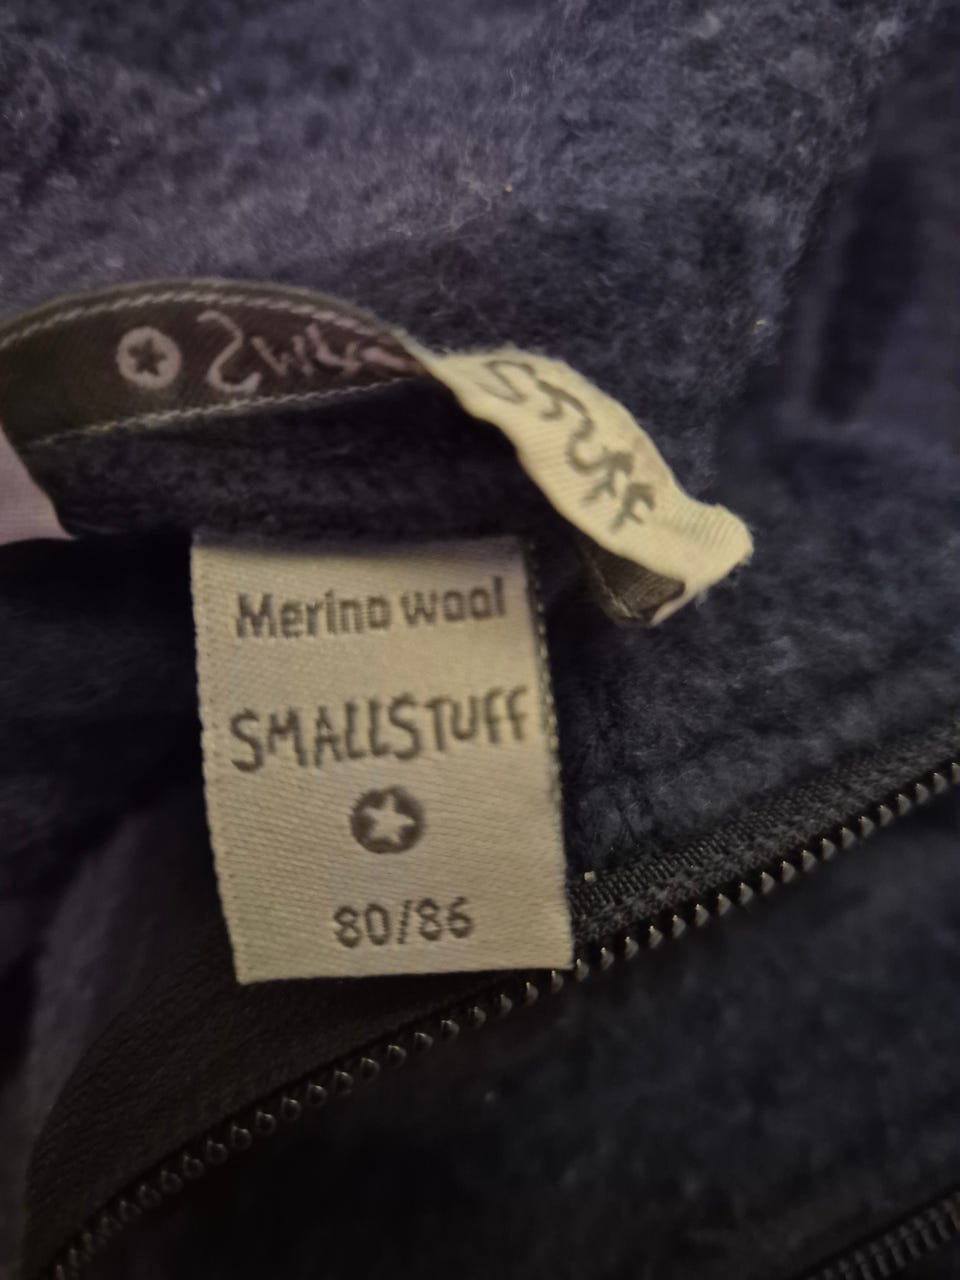 STUFF
Merino wool
SMALLSTUFF
80/86